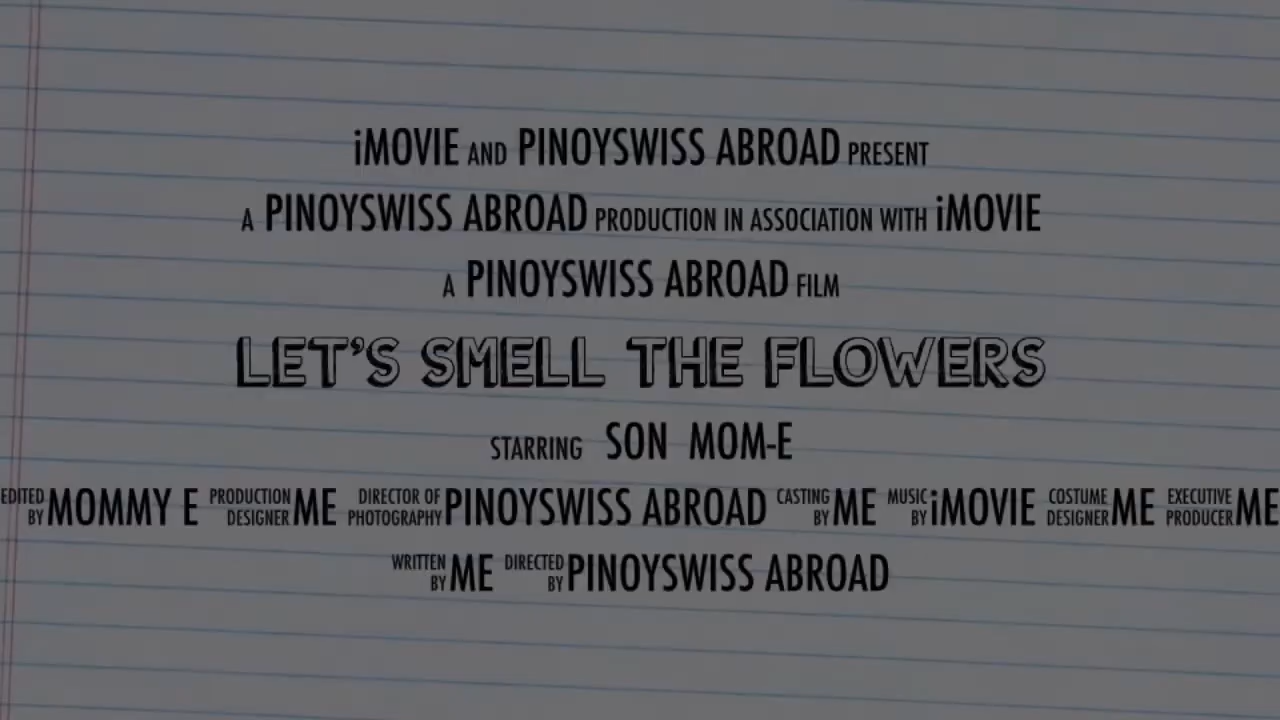 iMOVIE AND PINOYSWISS ABROAD PRESENT
A PINOYSWISS ABROAD PRODUCTION IN ASSOCIATION WITH iMOVIE
A PINOYSWISS ABROAD FILM
LET'S SMELL THE FLOWERS
STARRING SON MOM-E
EDITED BY MOMMY E PRODUCTION DESIGNER ME DIRECTOR OF PHOTOGRAPHY PINOYSWISS ABROAD CASTING BY ME MUSIC BY iMOVIE COSTUME DESIGNER ME EXECUTIVE PRODUCER ME
WRITTEN BY ME DIRECTED BY PINOYSWISS ABROAD